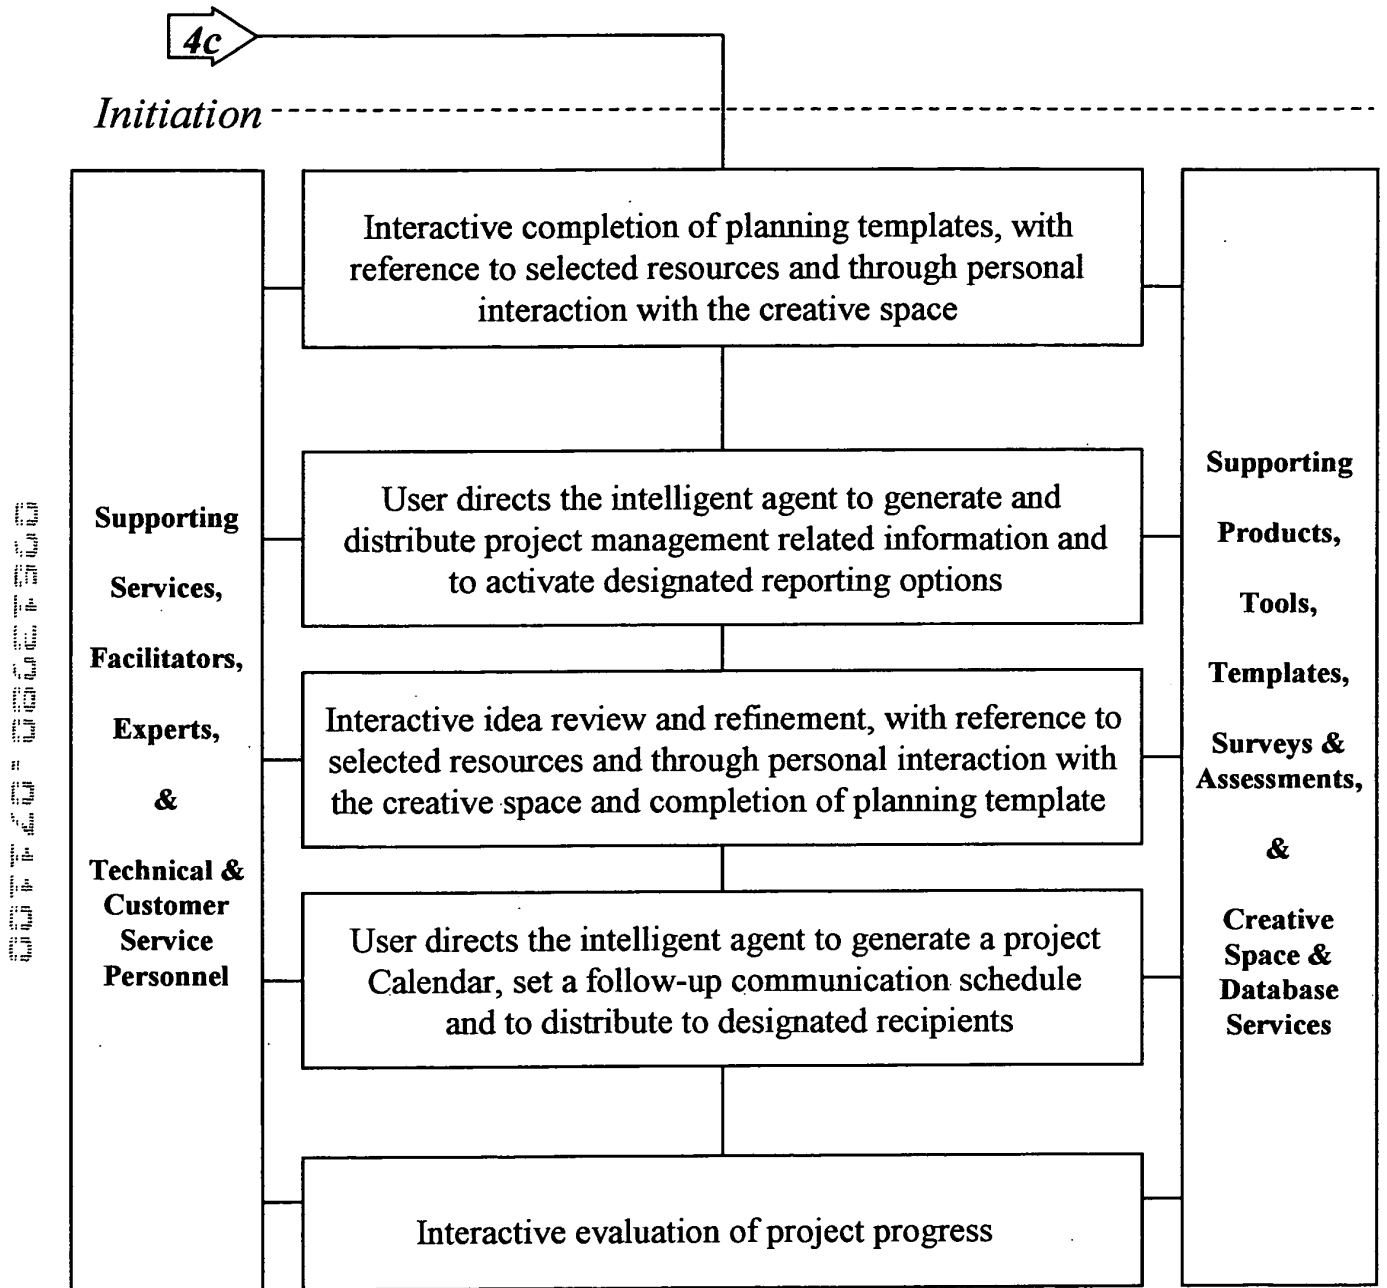 4c
Initiation
Interactive completion of planning templates, with
reference to selected resources and through personal
interaction with the creative space
User directs the intelligent agent to generate and
distribute project management related information and
to activate designated reporting options
Interactive idea review and refinement, with reference to
selected resources and through personal interaction with
the creative space and completion of planning template
User directs the intelligent agent to generate a project
Calendar, set a follow-up communication schedule
and to distribute to designated recipients
Interactive evaluation of project progress
Supporting
Services,
Facilitators,
Experts,
&
Technical &
Customer
Service
Personnel
Supporting
Products,
Tools,
Templates,
Surveys &
Assessments,
&
Creative
Space &
Database
Services